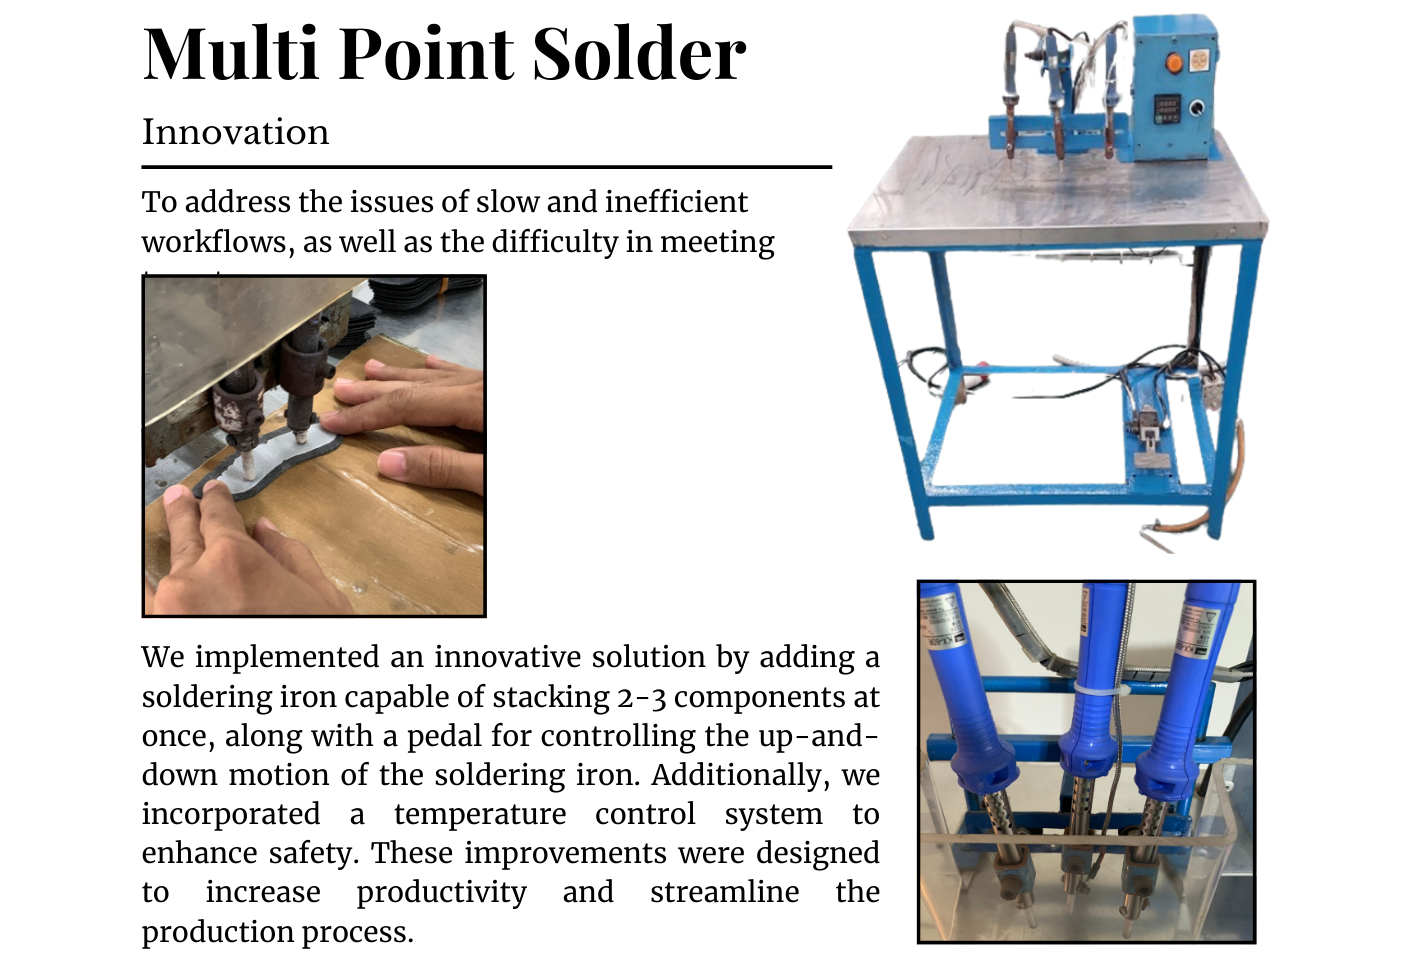 Multi Point Solder
Innovation
To address the issues of slow and inefficient
workflows, as well as the difficulty in meeting
We implemented an innovative solution by adding a
soldering iron capable of stacking 2-3 components at
once, along with a pedal for controlling the up-and-
down motion of the soldering iron. Additionally, we
incorporated a temperature control system to
enhance safety. These improvements were designed
to increase productivity and streamline the
production process.